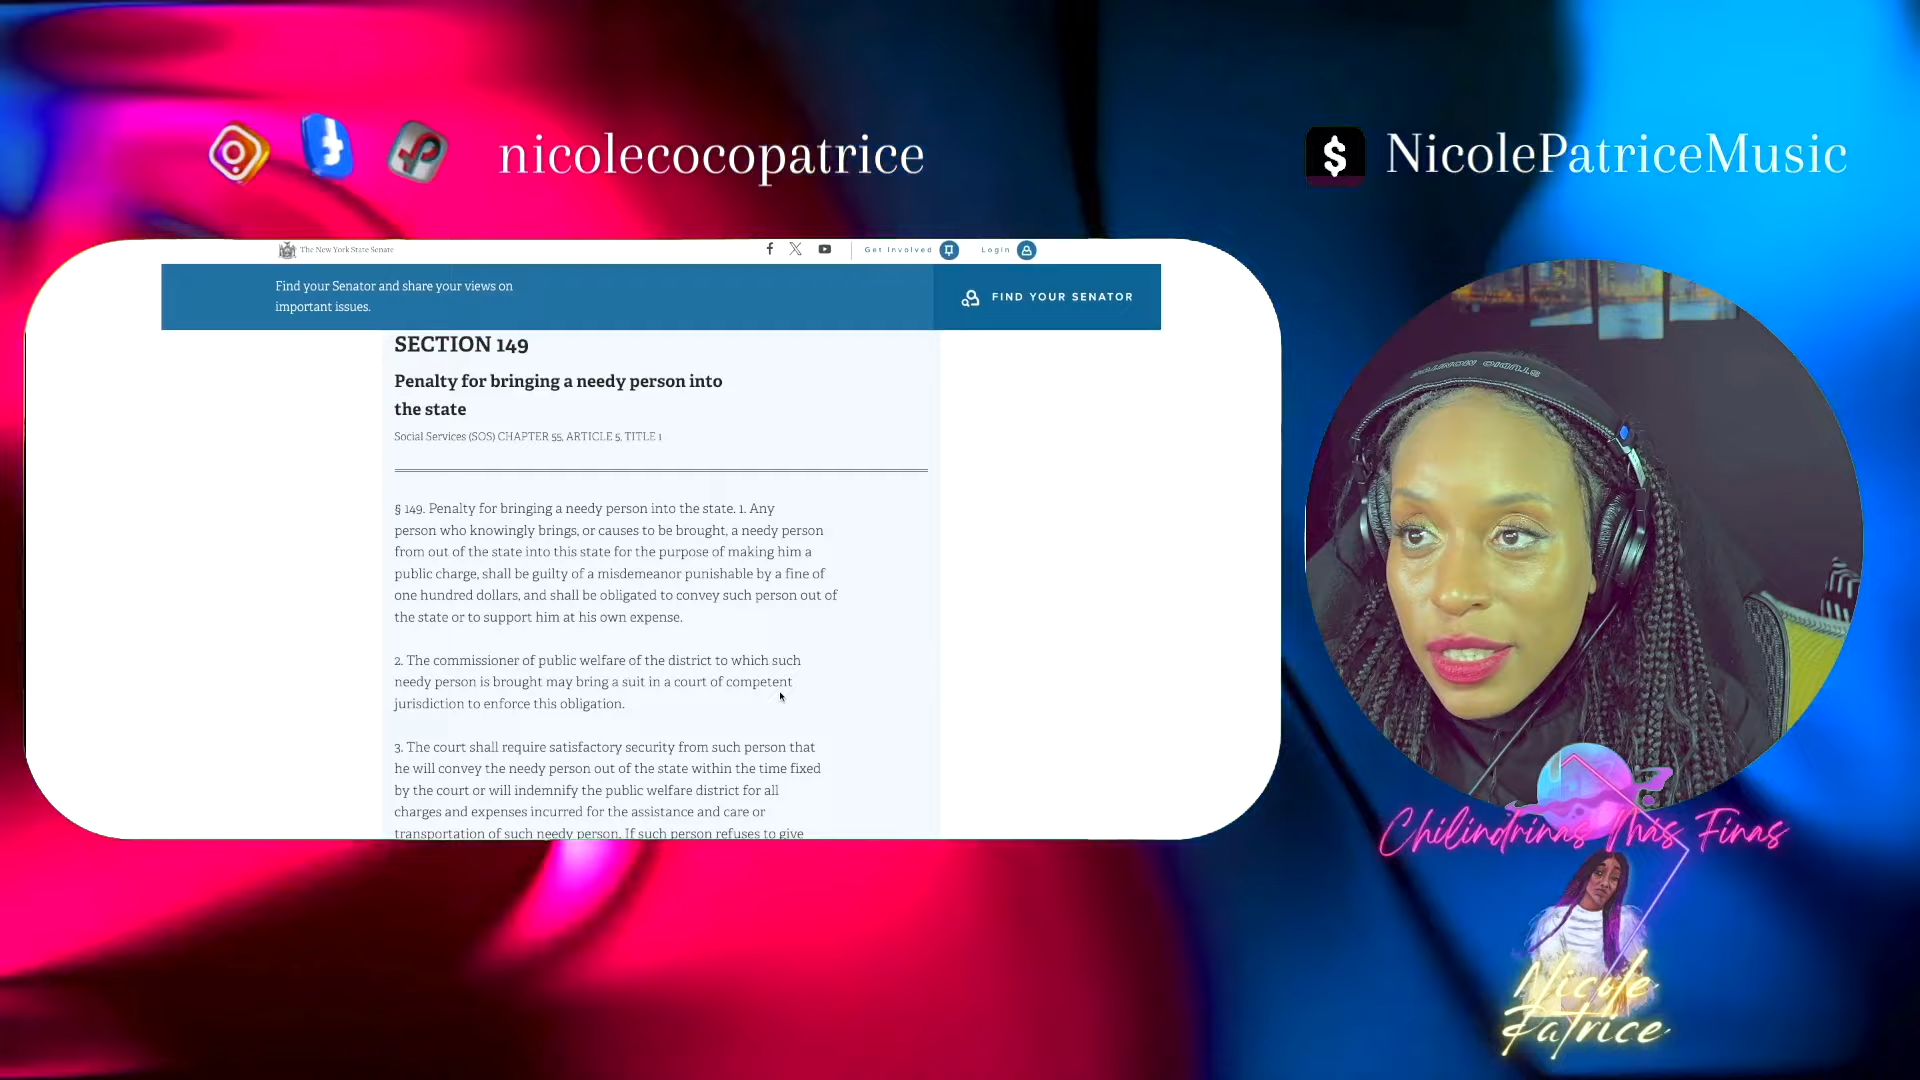 nicolecocopatrice
$ NicolePatriceMusic
The New York State Senate
Get Involved
Login
Find your Senator and share your views on
important issues.
FIND YOUR SENATOR
SECTION 149
Penalty for bringing a needy person into
the state
Social Services (SOS) CHAPTER 55, ARTICLE 5, TITLE 1
§ 149. Penalty for bringing a needy person into the state. 1. Any
person who knowingly brings, or causes to be brought, a needy person
from out of the state into this state for the purpose of making him a
public charge, shall be guilty of a misdemeanor punishable by a fine of
one hundred dollars, and shall be obligated to convey such person out of
the state or to support him at his own expense.
2. The commissioner of public welfare of the district to which such
needy person is brought may bring a suit in a court of competent
jurisdiction to enforce this obligation.
3. The court shall require satisfactory security from such person that
he will convey the needy person out of the state within the time fixed
by the court or will indemnify the public welfare district for all
charges and expenses incurred for the assistance and care or
transportation of such needy person. If such person refuses to give
STUDIO MONITOR
Chilindrinas Más Finas
Nicole
Patrice